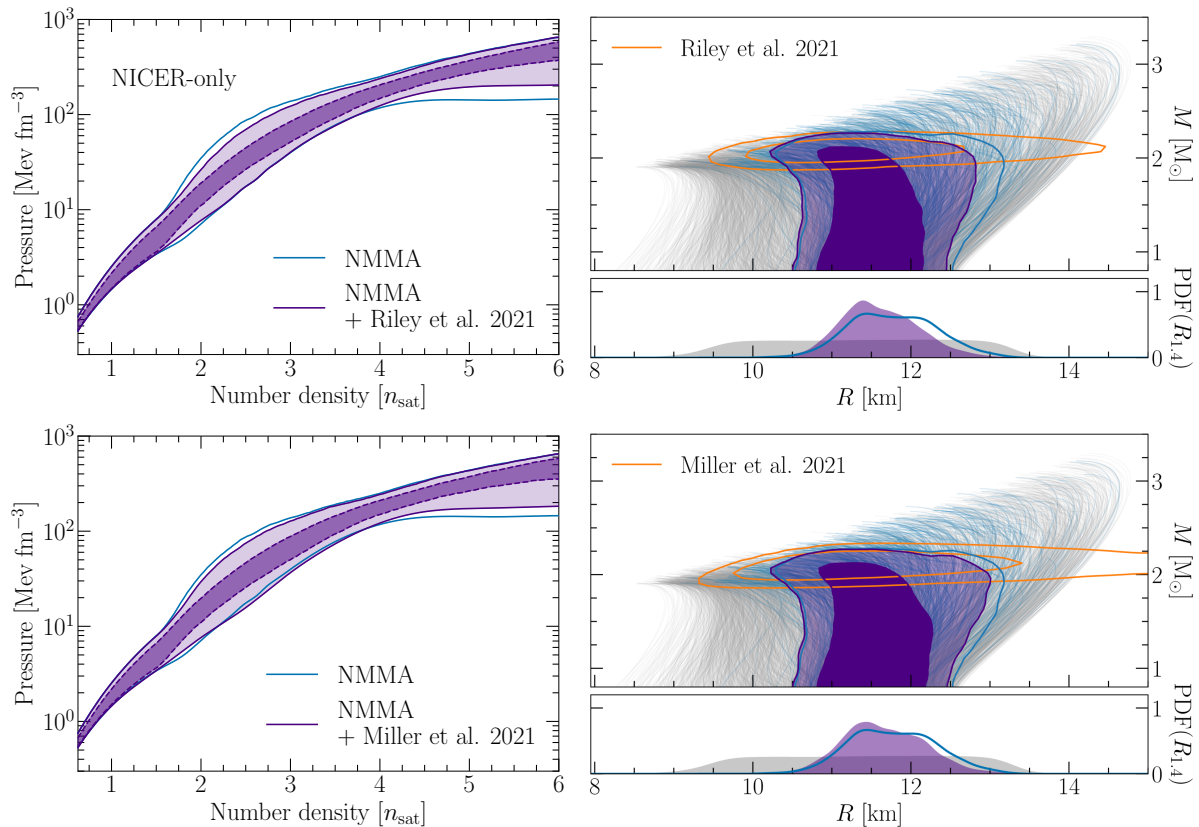 10³
10²
10¹
10⁰
Pressure [Mev fm⁻³]
NICER-only
NMMA
NMMA
+ Riley et al. 2021
1 2 3 4 5 6
Number density [n_sat]
Riley et al. 2021
3
2
1
M [M⊙]
1
0
PDF(R₁.₄)
8 10 12 14
R [km]
10³
10²
10¹
10⁰
Pressure [Mev fm⁻³]
NMMA
NMMA
+ Miller et al. 2021
1 2 3 4 5 6
Number density [n_sat]
Miller et al. 2021
3
2
1
M [M⊙]
1
0
PDF(R₁.₄)
8 10 12 14
R [km]